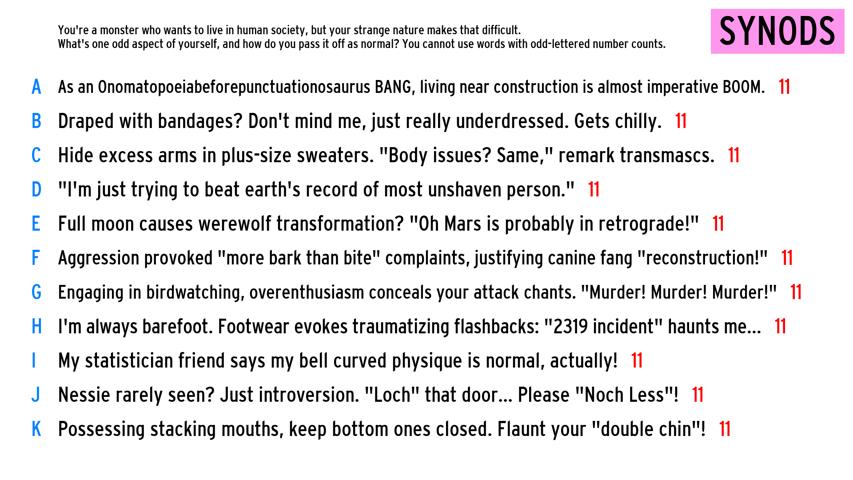 You're a monster who wants to live in human society, but your strange nature makes that difficult.
What's one odd aspect of yourself, and how do you pass it off as normal? You cannot use words with odd-lettered number counts.
SYNODS
A As an Onomatopoeiabeforepunctuationosaurus BANG, living near construction is almost imperative BOOM. 11
B Draped with bandages? Don't mind me, just really underdressed. Gets chilly. 11
C Hide excess arms in plus-size sweaters. "Body issues? Same," remark transmascs. 11
D "I'm just trying to beat earth's record of most unshaven person." 11
E Full moon causes werewolf transformation? "Oh Mars is probably in retrograde!" 11
F Aggression provoked "more bark than bite" complaints, justifying canine fang "reconstruction!" 11
G Engaging in birdwatching, overenthusiasm conceals your attack chants. "Murder! Murder! Murder!" 11
H I'm always barefoot. Footwear evokes traumatizing flashbacks: "2319 incident" haunts me... 11
I My statistician friend says my bell curved physique is normal, actually! 11
J Nessie rarely seen? Just introversion. "Loch" that door... Please "Noch Less"! 11
K Possessing stacking mouths, keep bottom ones closed. Flaunt your "double chin"! 11